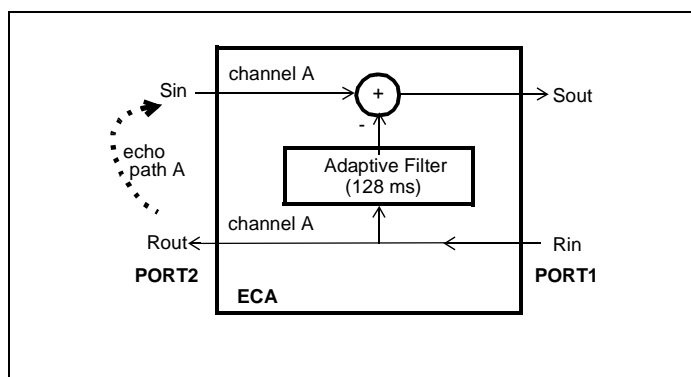 channel A
Sin
+
Sout
-
echo
path A
Adaptive Filter
(128 ms)
channel A
Rout
Rin
PORT2
PORT1
ECA